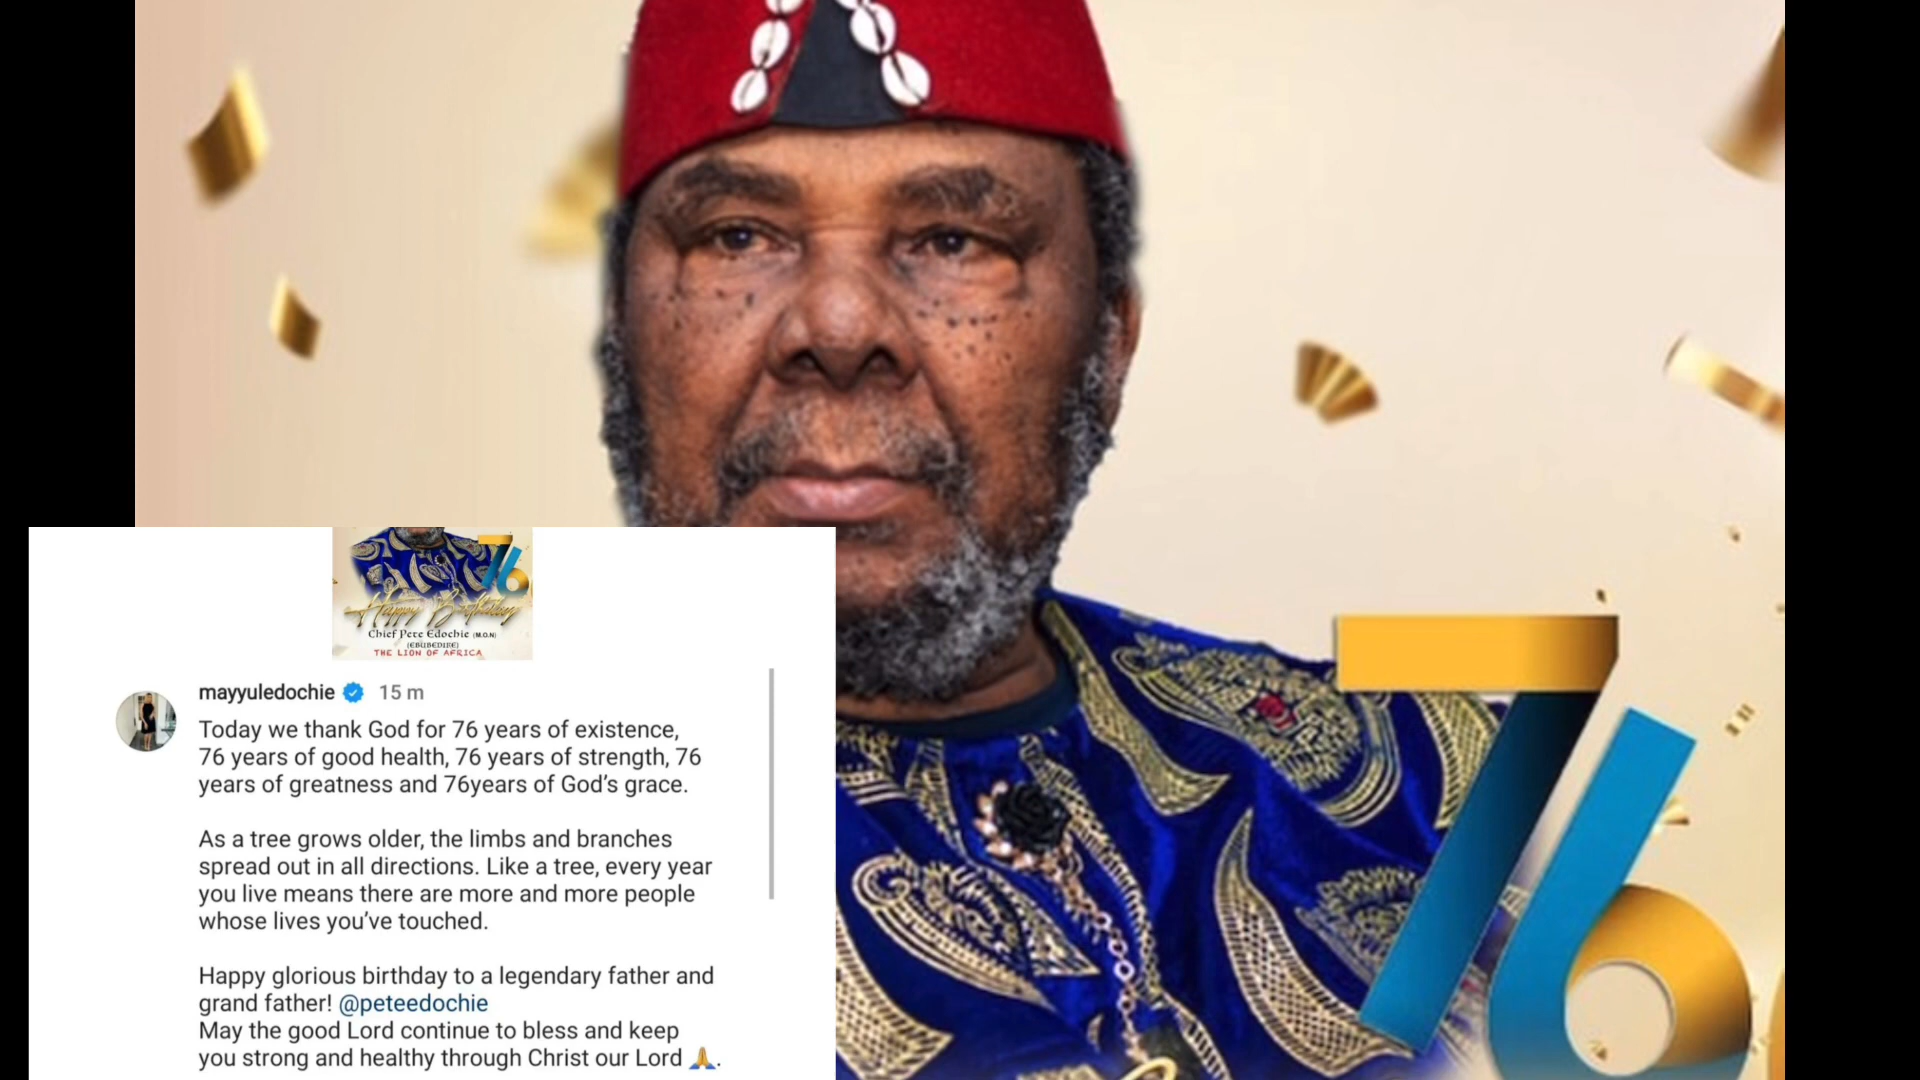 76
76
Happy Birthday
Chief Pete Edochie (M.O.N)
(EBUBEDIKE)
THE LION OF AFRICA
mayyuledochie 15 m
Today we thank God for 76 years of existence,
76 years of good health, 76 years of strength, 76
years of greatness and 76years of God’s grace.
As a tree grows older, the limbs and branches
spread out in all directions. Like a tree, every year
you live means there are more and more people
whose lives you’ve touched.
Happy glorious birthday to a legendary father and
grand father! @peteedochie
May the good Lord continue to bless and keep
you strong and healthy through Christ our Lord 🙏.